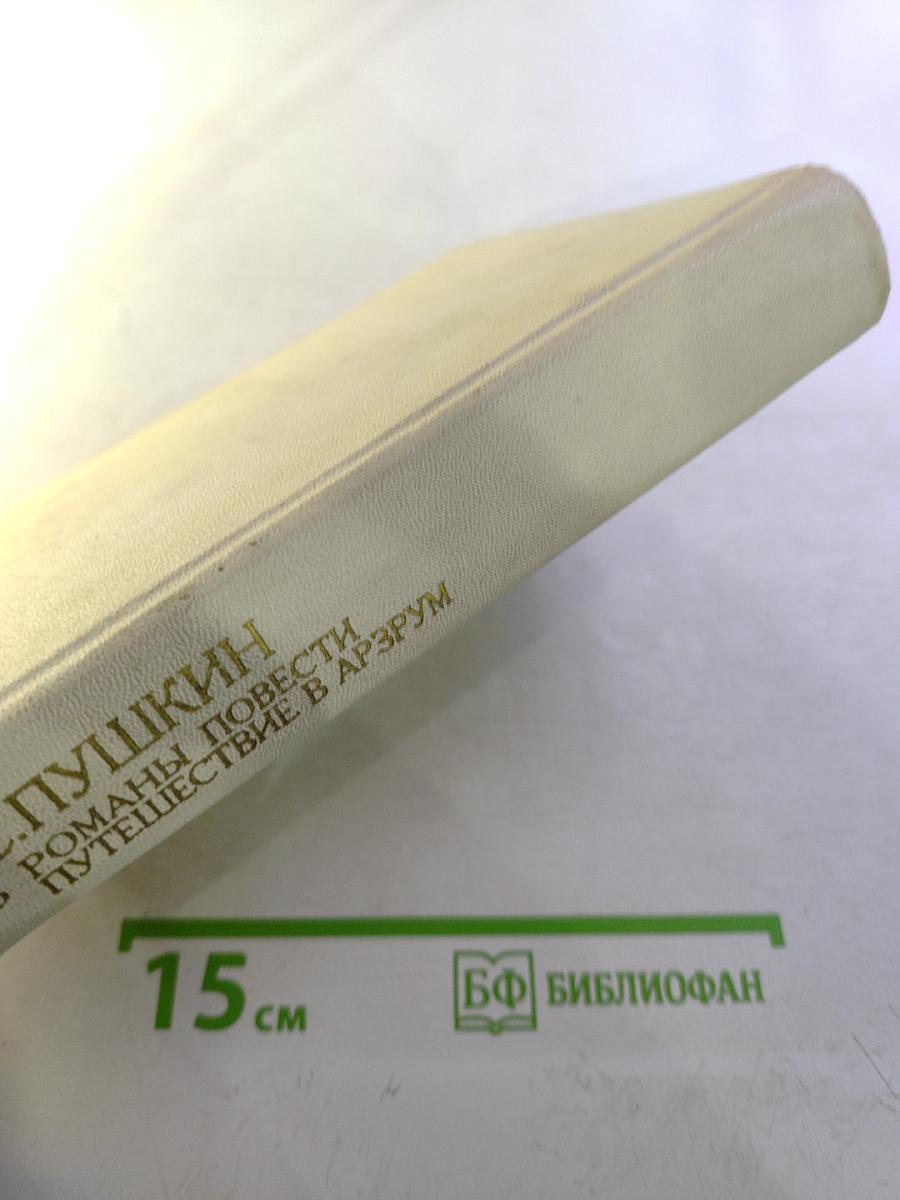 С.ПУШКИН
РОМАНЫ ПОВЕСТИ
ПУТЕШЕСТВИЕ В АРЗРУМ
15 см
БФ БИБЛИОФАН